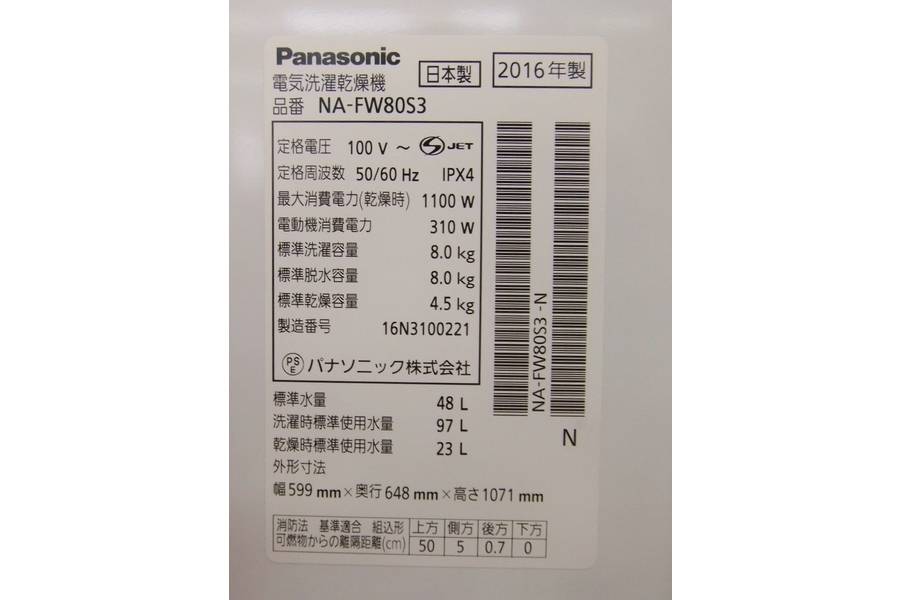 Panasonic
電気洗濯乾燥機 日本製 2016年製
品番 NA-FW80S3
定格電圧 100 V ~ S JET
定格周波数 50/60 Hz IPX4
最大消費電力(乾燥時) 1100 W
電動機消費電力 310 W
標準洗濯容量 8.0 kg
標準脱水容量 8.0 kg
標準乾燥容量 4.5 kg
製造番号 16N3100221
PSE パナソニック株式会社
NA-FW80S3 -N
N
標準水量 48 L
洗濯時標準使用水量 97 L
乾燥時標準使用水量 23 L
外形寸法
幅 599 mm×奥行 648 mm×高さ 1071 mm
消防法 基準適合 組込形 上方 側方 後方 下方
可燃物からの離隔距離(cm) 50 5 0.7 0